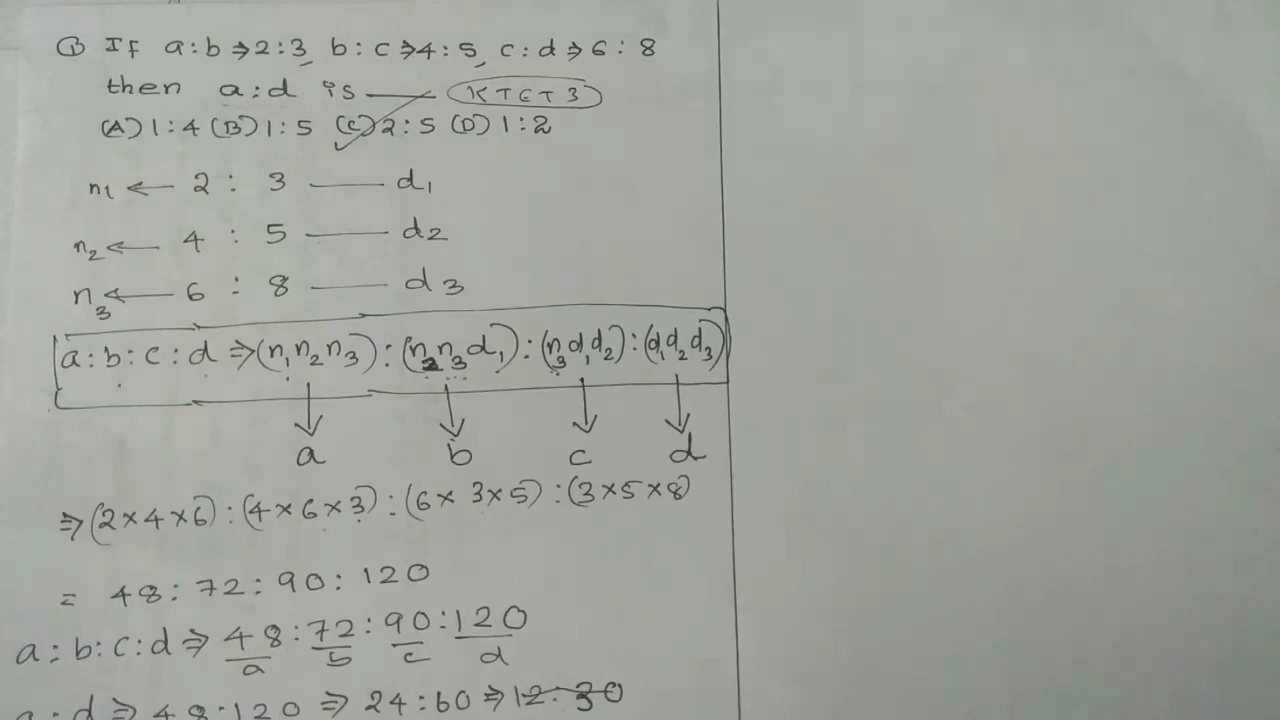 ① If a:b⇒2:3, b:c⇒4:5, c:d⇒6:8
then a:d is —— KTET 3
(A) 1:4 (B) 1:5 (C) 2:5 (D) 1:2
n1 ← 2 : 3 —— d1
n2 ← 4 : 5 —— d2
n3 ← 6 : 8 —— d3
a:b:c:d ⇒ (n1n2n3) : (n2n3d1) : (n3d1d2) : (d1d2d3)
a b c d
⇒ (2×4×6) : (4×6×3) : (6×3×5) : (3×5×8)
= 48 : 72 : 90 : 120
a:b:c:d ⇒ 48 : 72 : 90 : 120
a b c d
a:d ⇒ 48:120 ⇒ 24:60 ⇒ 12:30